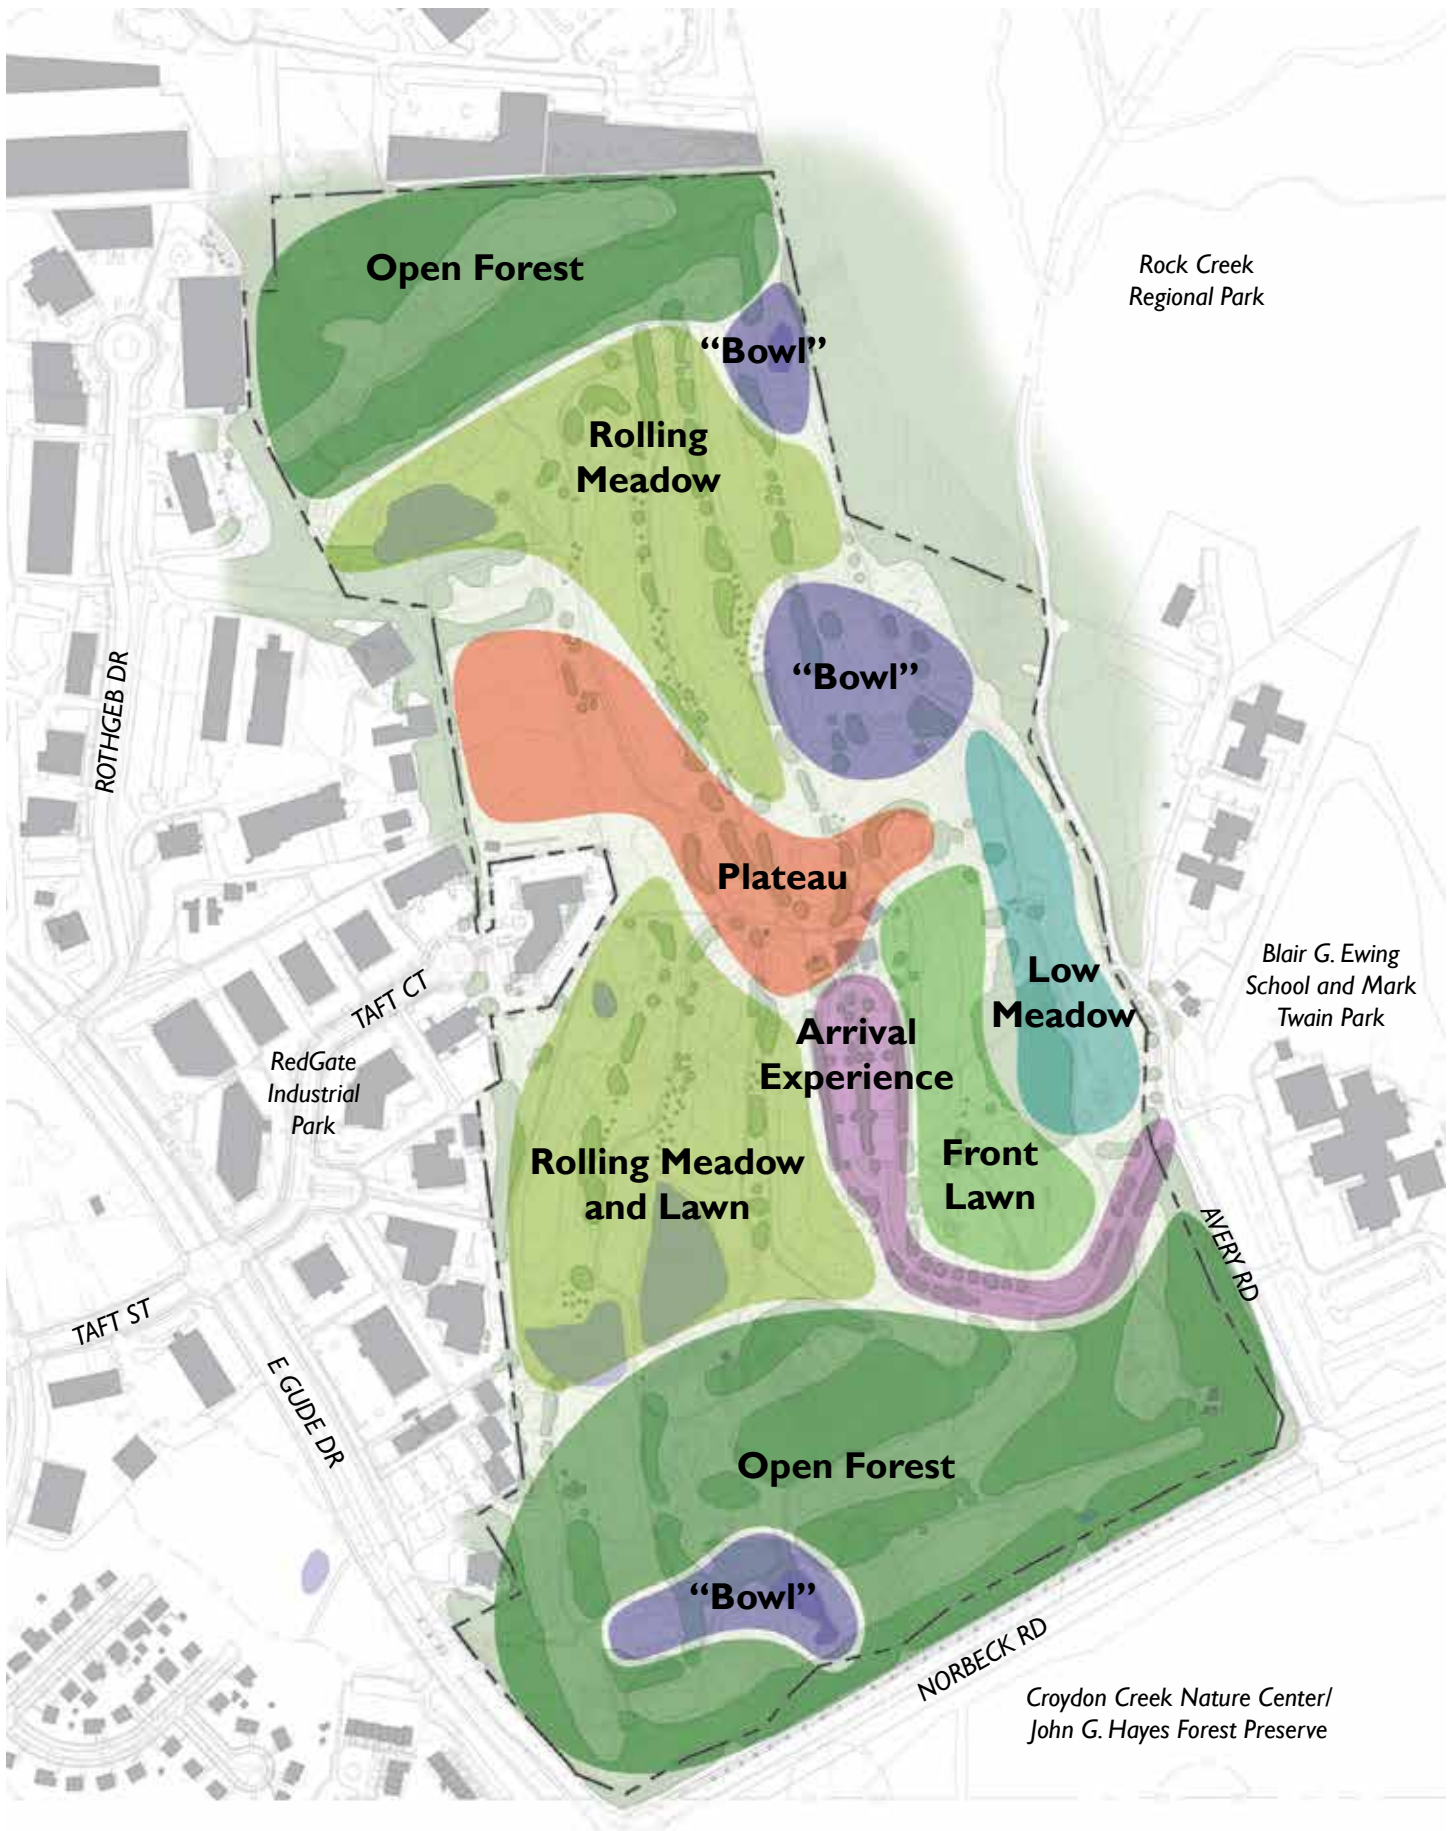 Open Forest
Rock Creek
Regional Park
“Bowl”
Rolling
Meadow
“Bowl”
ROTHGEB DR
Plateau
Low
Meadow
Blair G. Ewing
School and Mark
Twain Park
TAFT CT
Arrival
Experience
RedGate
Industrial
Park
Rolling Meadow
and Lawn
Front
Lawn
AVERY RD
TAFT ST
E GUDE DR
Open Forest
“Bowl”
NORBECK RD
Croydon Creek Nature Center/
John G. Hayes Forest Preserve